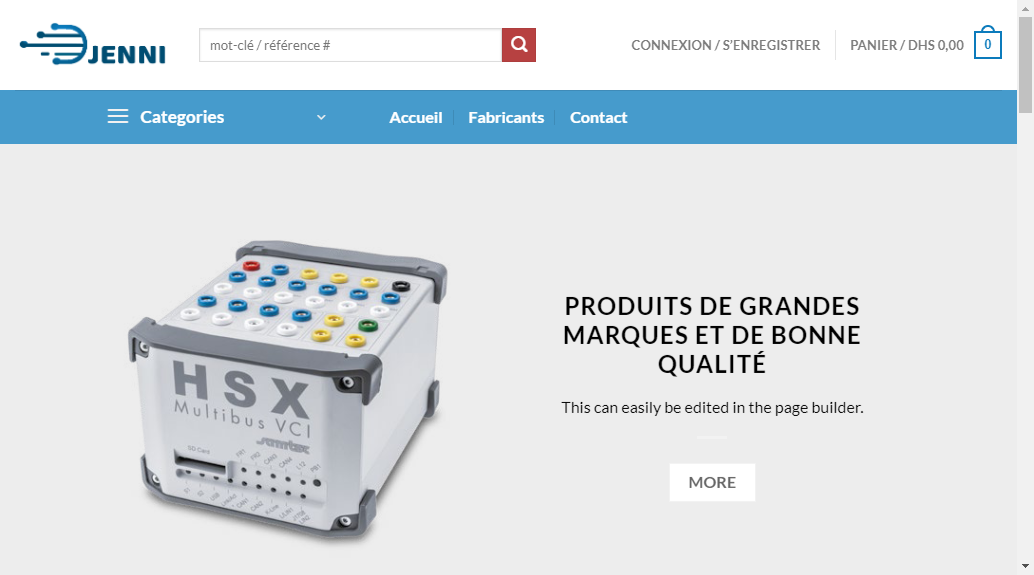 JENNI
mot-clé / référence #
CONNEXION / S'ENREGISTRER
PANIER / DHS 0,00
0
Categories
Accueil
Fabricants
Contact
HSX
Multibus VCI
SD Card
PRODUITS DE GRANDES
MARQUES ET DE BONNE
QUALITÉ
This can easily be edited in the page builder.
MORE